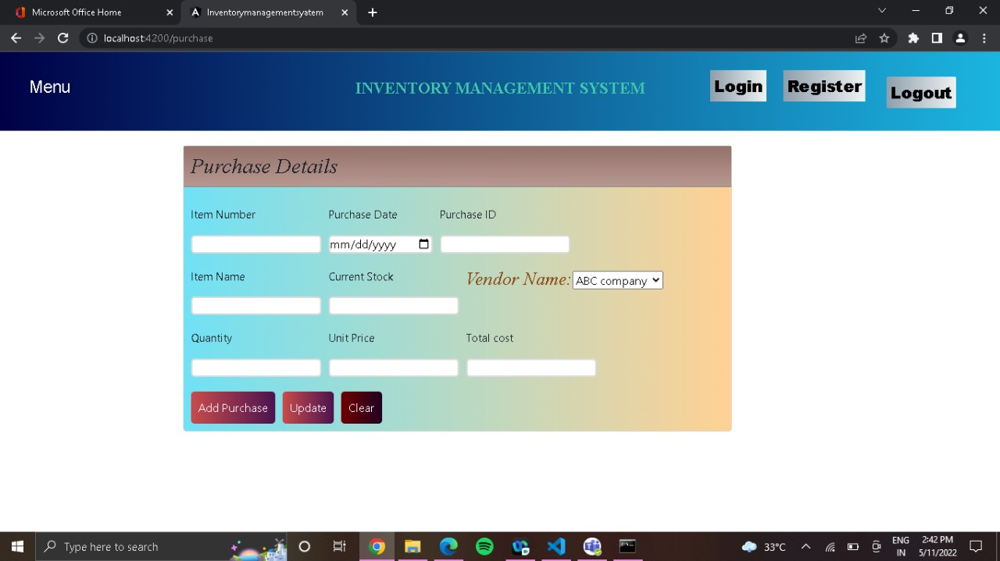 Microsoft Office Home
Inventorymanagementsyatem
localhost:4200/purchase
Menu
INVENTORY MANAGEMENT SYSTEM
Login
Register
Logout
Purchase Details
Item Number
Purchase Date
Purchase ID
mm/dd/yyyy
Item Name
Current Stock
Vendor Name:
ABC company
Quantity
Unit Price
Total cost
Add Purchase
Update
Clear
Type here to search
33°C
ENG
IN
2:42 PM
5/11/2022